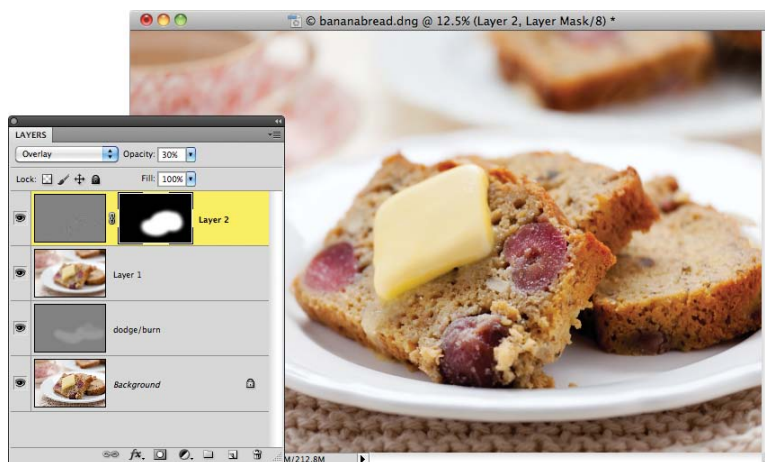 © bananabread.dng @ 12.5% (Layer 2, Layer Mask/8) *
LAYERS
Overlay Opacity: 30%
Lock: Fill: 100%
Layer 2
Layer 1
dodge/burn
Background
fx.
M/212.8M